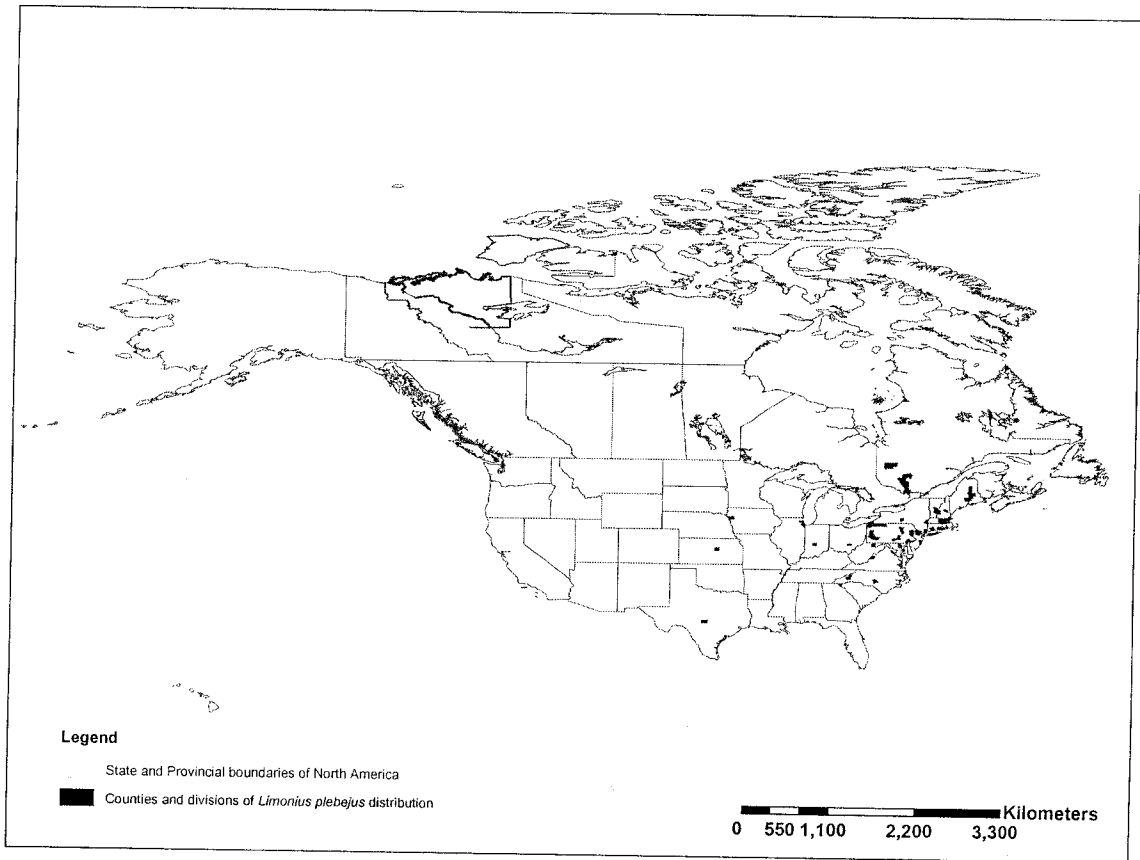 Legend
State and Provincial boundaries of North America
Counties and divisions of Limonius plebejus distribution
Kilometers
0 550 1,100 2,200 3,300